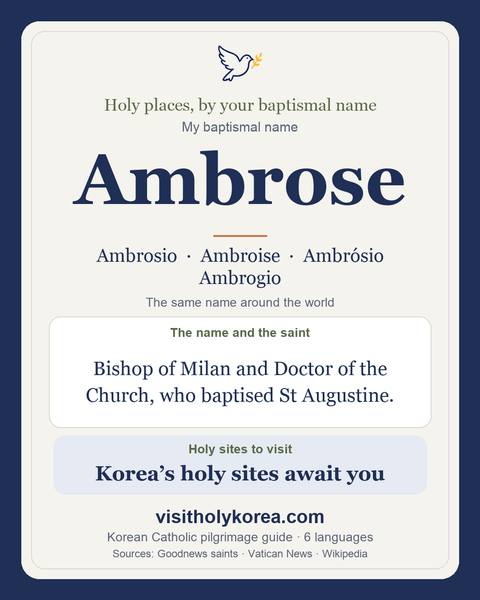 Holy places, by your baptismal name
My baptismal name
Ambrose
Ambrosio · Ambroise · Ambrósio
Ambrogio
The same name around the world
The name and the saint
Bishop of Milan and Doctor of the
Church, who baptised St Augustine.
Holy sites to visit
Korea’s holy sites await you
visitholykorea.com
Korean Catholic pilgrimage guide · 6 languages
Sources: Goodnews saints · Vatican News · Wikipedia